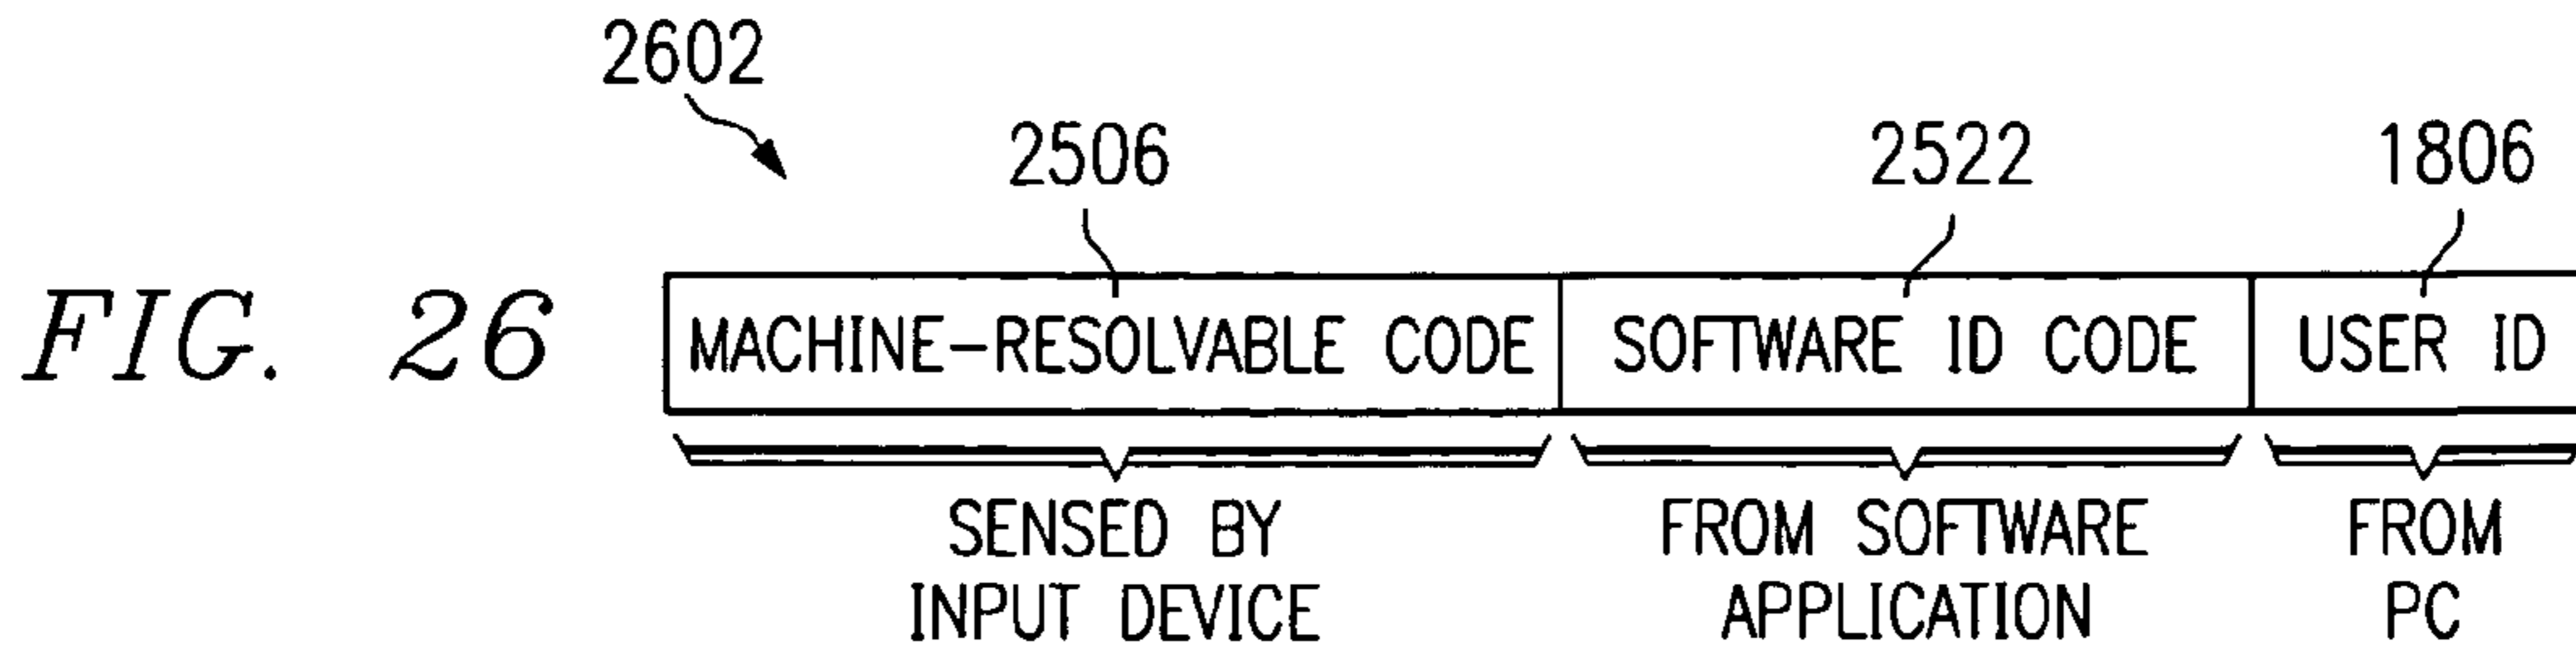 2602
2506 2522 1806
FIG. 26 MACHINE-RESOLVABLE CODE SOFTWARE ID CODE USER ID
SENSED BY FROM SOFTWARE FROM
INPUT DEVICE APPLICATION PC